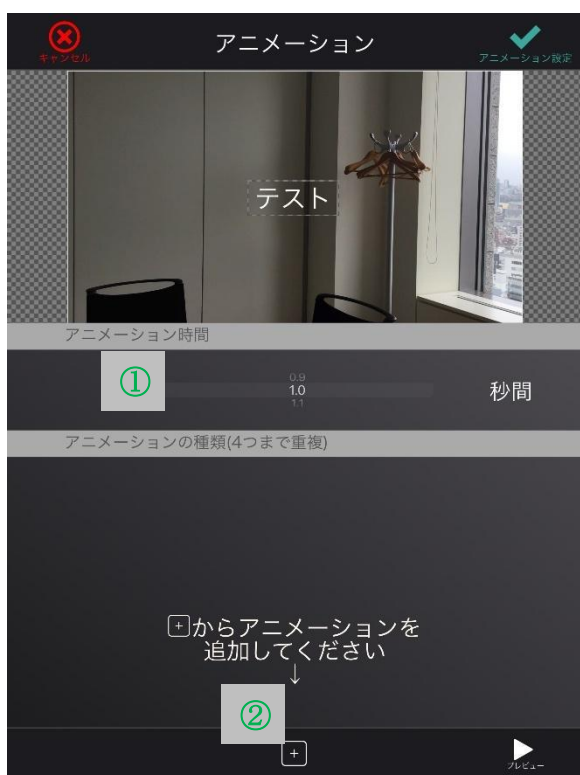 キャンセル
アニメーション
アニメーション設定
テスト
アニメーション時間
①
0.9
1.0
1.1
秒間
アニメーションの種類(4つまで重複)
+からアニメーションを
追加してください
↓
②
+
プレビュー